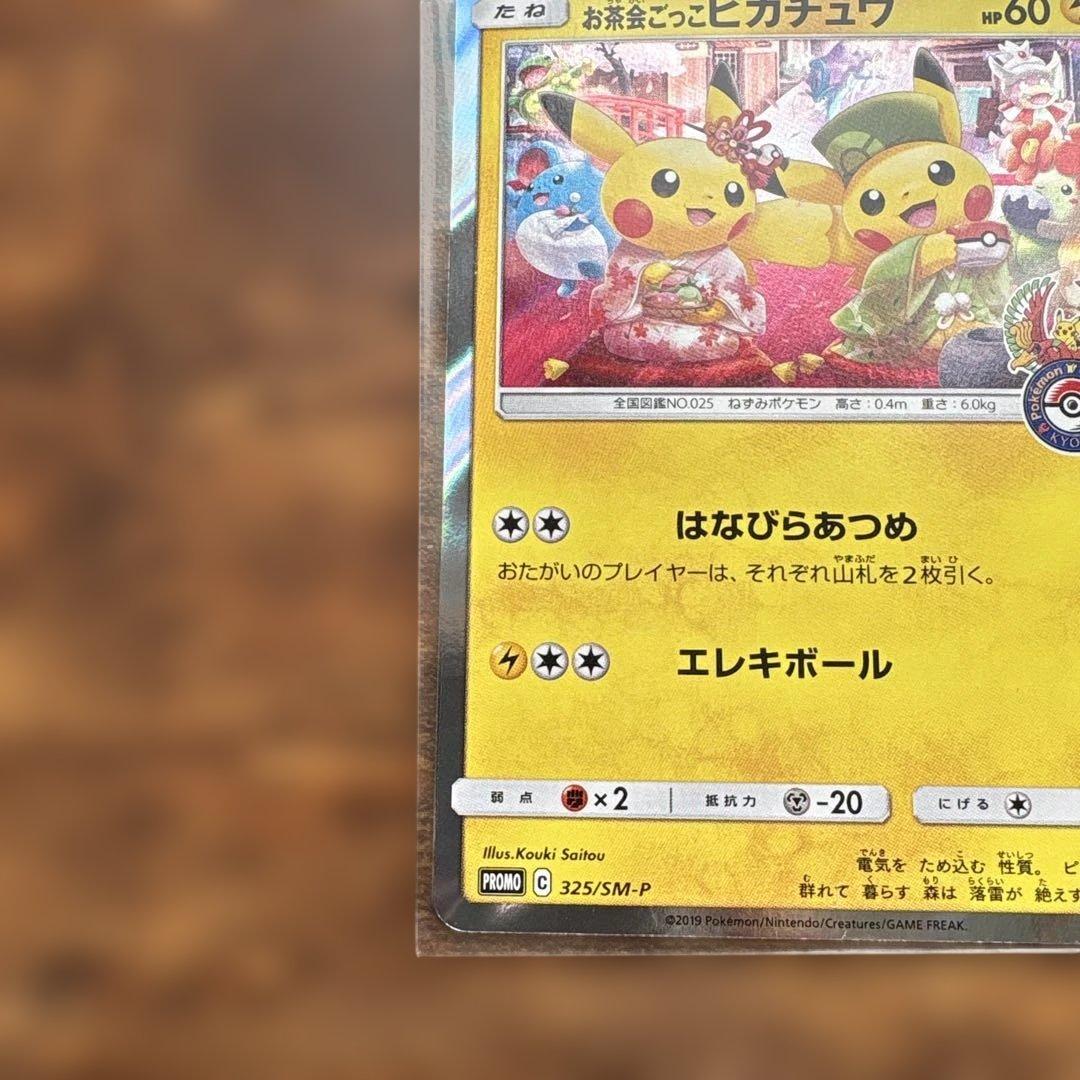 たね
お茶会ごっこピカチュウ HP60
全国図鑑NO.025 ねずみポケモン 高さ：0.4m 重さ：6.0kg
Pokémon
KYO
はなびらあつめ
おたがいのプレイヤーは、それぞれ山札を2枚引く。
エレキボール
弱点 ×2 抵抗力 -20 にげる
Illus.Kouki Saitou
電気を ため込む 性質。 ピ
PROMO C 325/SM-P
群れて 暮らす 森は 落雷が 絶えず
©2019 Pokémon/Nintendo/Creatures/GAME FREAK.